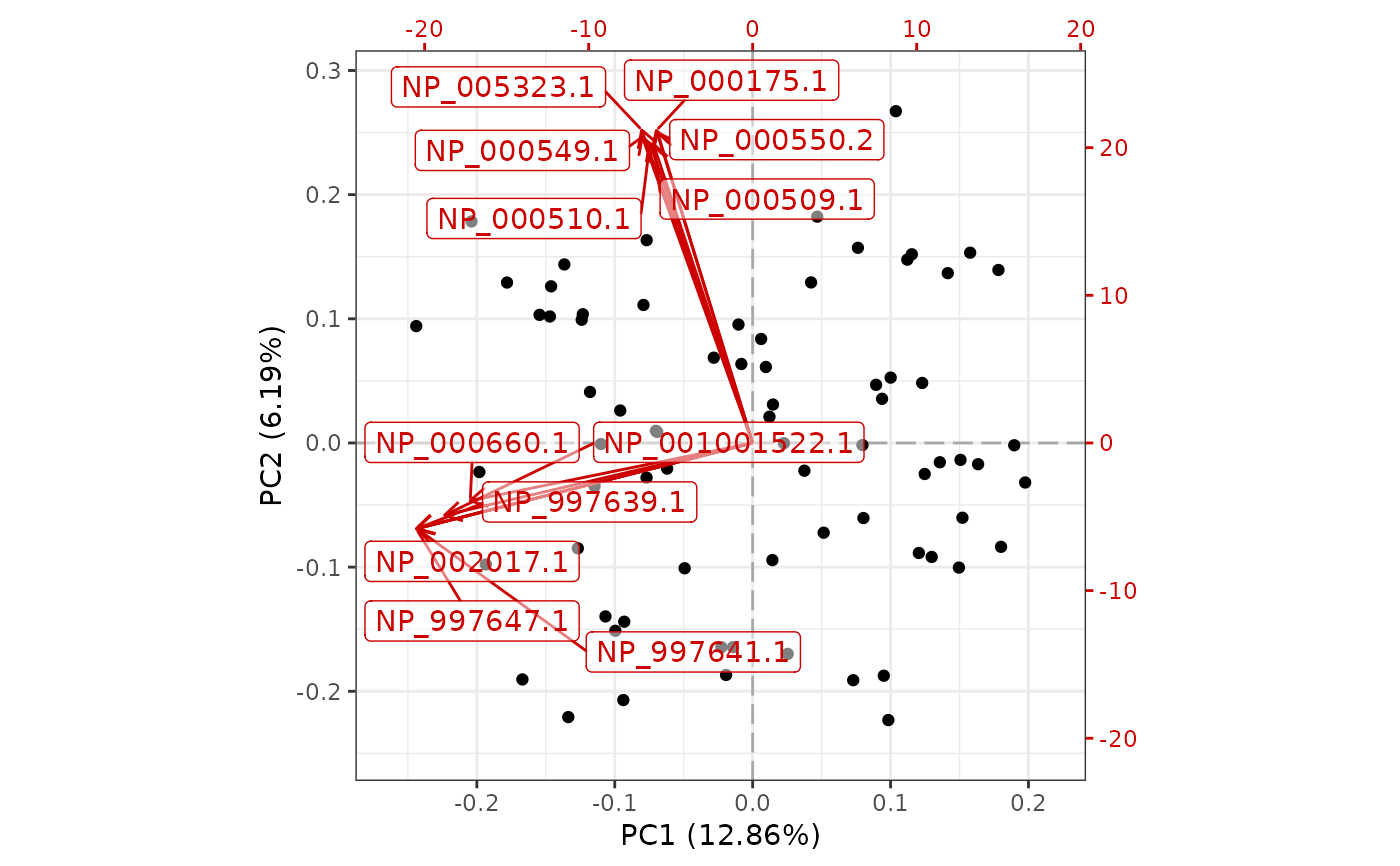 -20 -10 0 10 20
0.3
NP_005323.1
NP_000175.1
NP_000549.1
NP_000550.2
20
0.2
NP_000510.1
NP_000509.1
0.1
10
PC2 (6.19%)
0.0
NP_000660.1
NP_001001522.1
0
NP_997639.1
-0.1
NP_002017.1
-10
NP_997647.1
NP_997641.1
-0.2
-20
-0.2 -0.1 0.0 0.1 0.2
PC1 (12.86%)